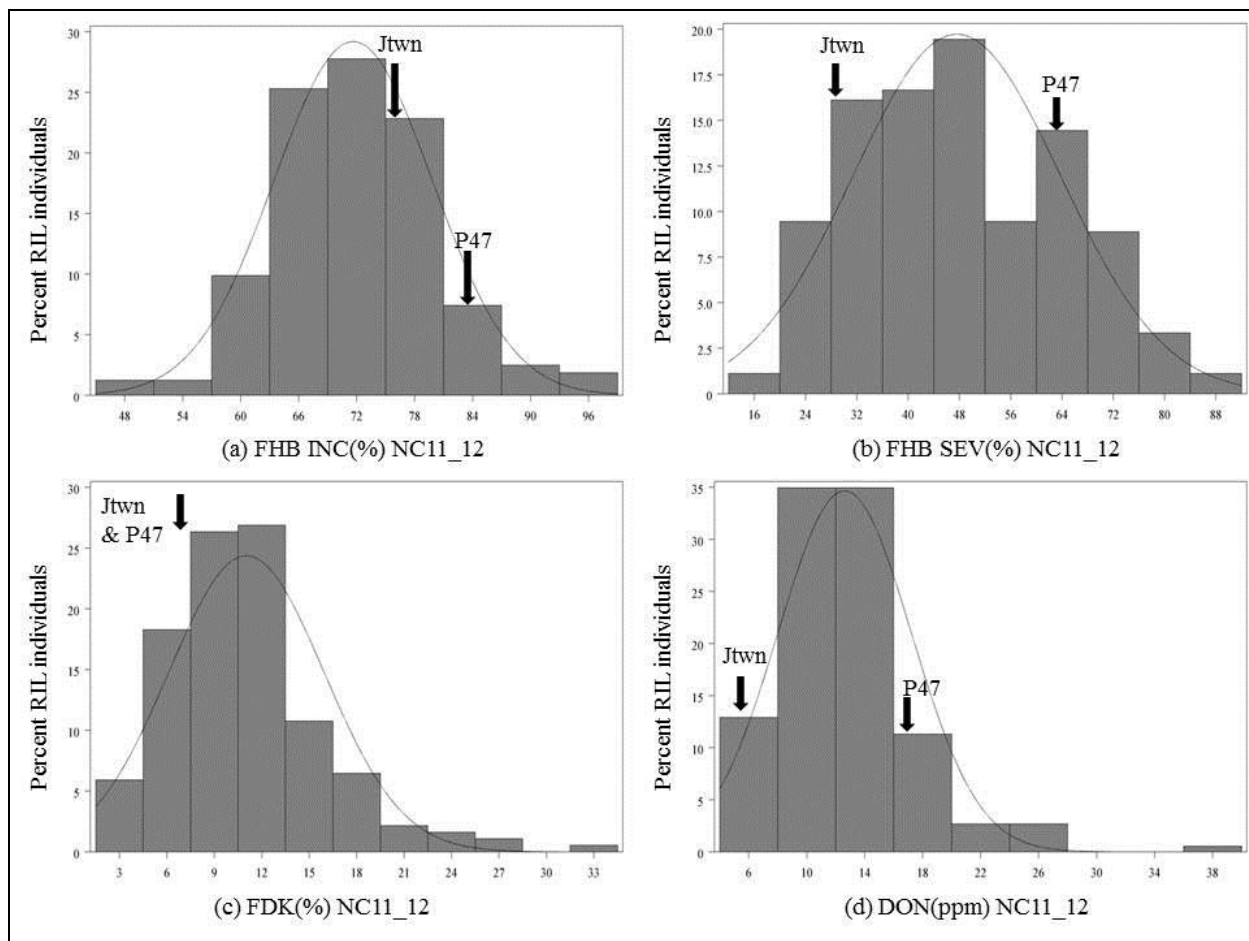 30
25
20
15
10
5
0
Percent RIL individuals
Jtwn
P47
48 54 60 66 72 78 84 90 96
(a) FHB INC(%) NC11_12
20.0
17.5
15.0
12.5
10.0
7.5
5.0
2.5
0
Percent RIL individuals
Jtwn
P47
16 24 32 40 48 56 64 72 80 88
(b) FHB SEV(%) NC11_12
30
25
20
15
10
5
0
Percent RIL individuals
Jtwn
& P47
3 6 9 12 15 18 21 24 27 30 33
(c) FDK(%) NC11_12
35
30
25
20
15
10
5
0
Percent RIL individuals
Jtwn
P47
6 10 14 18 22 26 30 34 38
(d) DON(ppm) NC11_12